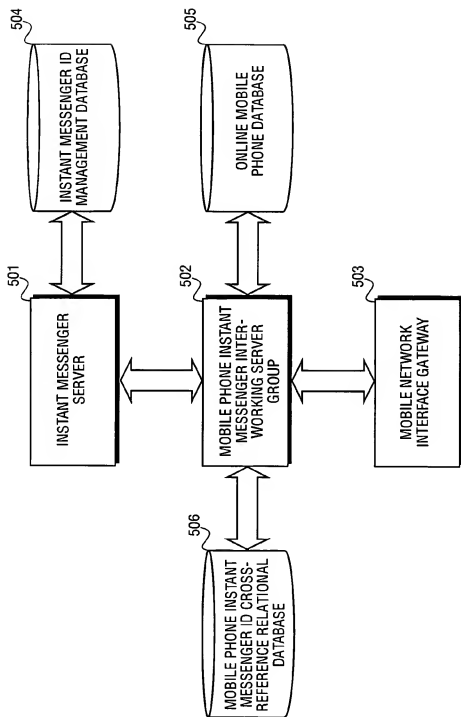 504
INSTANT MESSENGER ID
MANAGEMENT DATABASE
505
ONLINE MOBILE
PHONE DATABASE
501
INSTANT MESSENGER
SERVER
502
MOBILE PHONE INSTANT
MESSENGER INTER-
WORKING SERVER
GROUP
503
MOBILE NETWORK
INTERFACE GATEWAY
506
MOBILE PHONE INSTANT
MESSENGER ID CROSS-
REFERENCE RELATIONAL
DATABASE